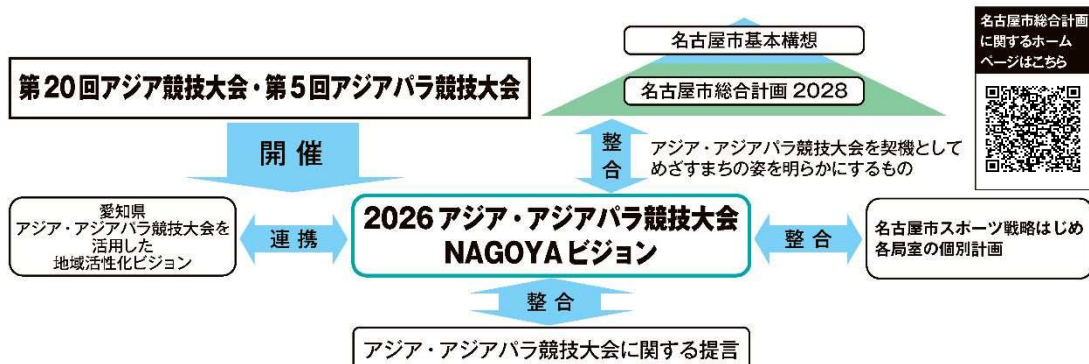 名古屋市基本構想
名古屋市総合計画
に関するホーム
ページはこちら
第20回アジア競技大会・第5回アジアパラ競技大会
名古屋市総合計画2028
開催
整合
アジア・アジアパラ競技大会を契機として
めざすまちの姿を明らかにするもの
愛知県
アジア・アジアパラ競技大会を
活用した
地域活性化ビジョン
連携
2026アジア・アジアパラ競技大会
NAGOYAビジョン
整合
名古屋市スポーツ戦略はじめ
各局室の個別計画
整合
アジア・アジアパラ競技大会に関する提言